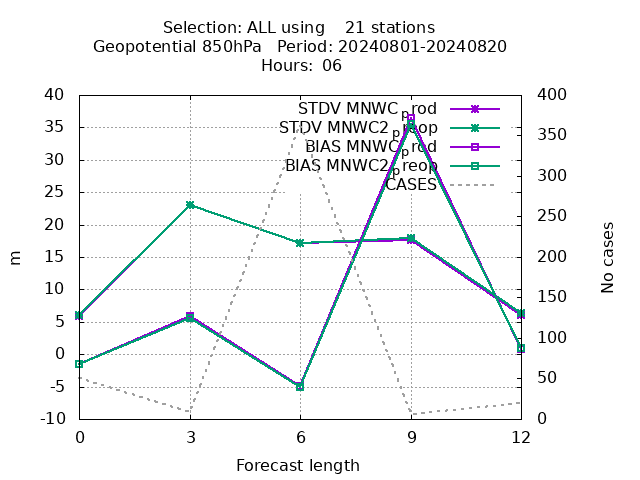 Selection: ALL using    21 stations
Geopotential 850hPa   Period: 20240801-20240820
Hours: 06
STDV MNWC_prod
STDV MNWC2_preop
BIAS MNWC_prod
BIAS MNWC2_preop
CASES
40
35
30
25
20
15
10
5
0
-5
-10
400
350
300
250
200
150
100
50
0
m
No cases
0 3 6 9 12
Forecast length